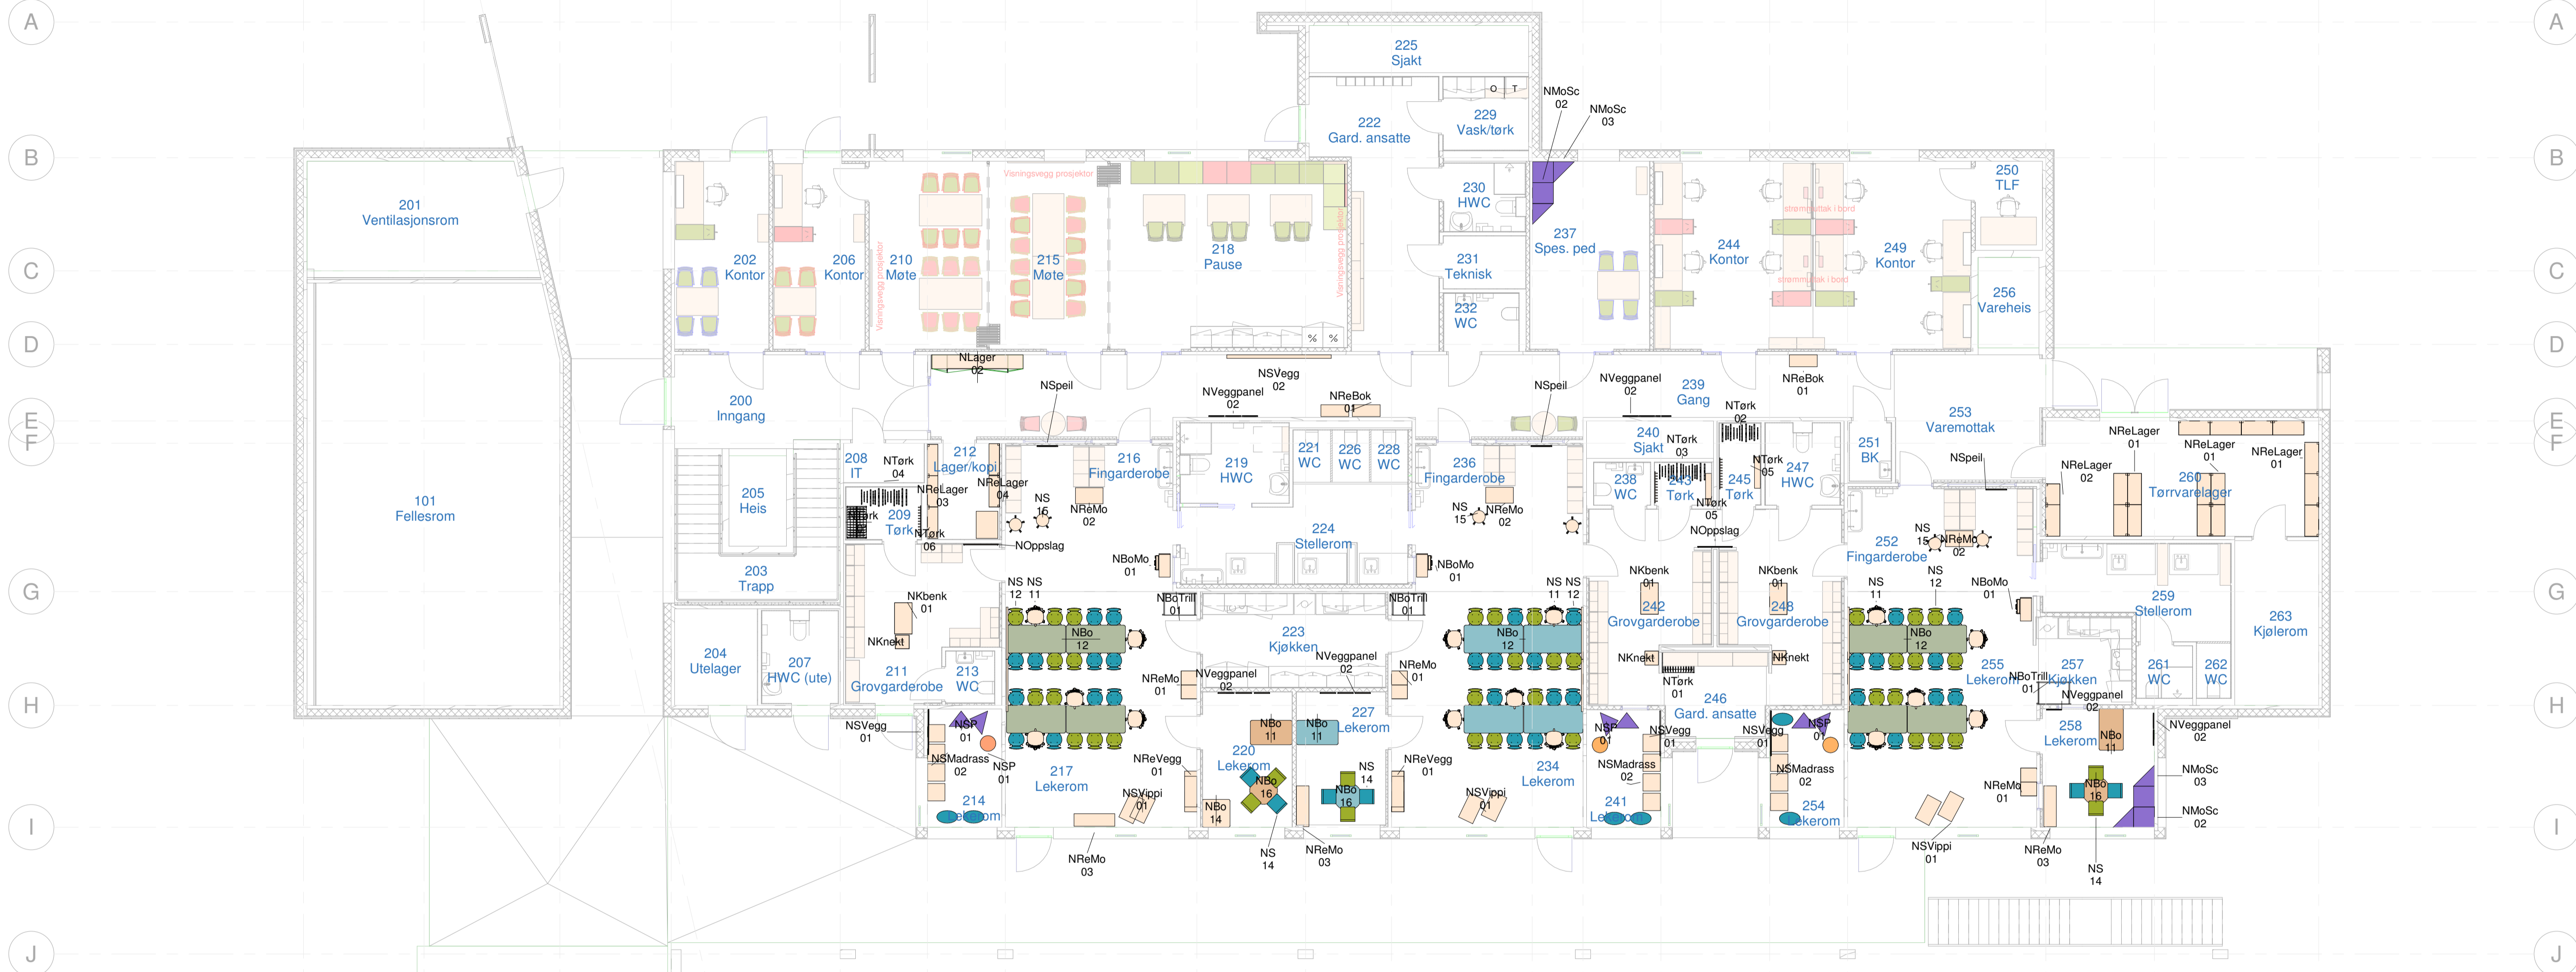 A
A
225
Sjakt
O T
NMoSc
02
NMoSc
03
222
Gard. ansatte
229
Vask/tørk
B
B
Visningsvegg prosjektor
250
TLF
230
HWC
201
Ventilasjonsrom
strømuttak i bord
237
Spes. ped
202
Kontor
206
Kontor
210
Møte
215
Møte
218
Pause
231
Teknisk
244
Kontor
249
Kontor
C
C
Visningsvegg prosjektor
Visningsvegg prosjektor
strømuttak i bord
256
Vareheis
232
WC
% %
D
D
NLager
02
NSpeil
NSVegg
02
NVeggpanel
02
NReBok
01
NSpeil
NVeggpanel
02
239
Gang
NReBok
01
NTørk
02
200
Inngang
253
Varemottak
E
E
F
F
208
IT
NTørk
04
212
Lager/kopi
NReLager
03
NReLager
04
216
Fingarderobe
219
HWC
221
WC
226
WC
228
WC
236
Fingarderobe
240
Sjakt
NTørk
03
238
WC
243
Tørk
245
Tørk
NTørk
05
NTørk
05
247
HWC
251
BK
NSpeil
NReLager
01
NReLager
02
NReLager
01
NReLager
01
260
Tørrvarelager
101
Fellesrom
205
Heis
209
Tørk
NTørk
06
NS
15
NReMo
02
NOppslag
224
Stellerom
NS
15
NReMo
02
NOppslag
252
Fingarderobe
NS
15
NReMo
02
203
Trapp
NBoMo
01
NBoMo
01
G
G
NKbenk
01
NS
12
NS
11
NBoTrill
01
NBoTrill
01
NS
11
NS
12
NKbenk
01
242
Grovgarderobe
NKbenk
01
248
Grovgarderobe
NS
11
NS
12
NBoMo
01
259
Stellerom
263
Kjølerom
NKnekt
NBo
12
223
Kjøkken
NBo
12
NKnekt
NKnekt
NBo
12
204
Utelager
207
HWC (ute)
211
Grovgarderobe
213
WC
NReMo
01
NVeggpanel
02
NVeggpanel
02
NReMo
01
NTørk
01
246
Gard. ansatte
255
Lekerom
NBoTrill
01
257
Kjøkken
261
WC
262
WC
H
H
NVeggpanel
02
NSVegg
01
NSP
01
NSP
01
NSMadrass
02
214
Lekerom
217
Lekerom
NReVegg
01
NSVippi
01
NBo
11
220
Lekerom
NBo
16
NBo
14
NBo
11
227
Lekerom
NS
14
NBo
16
NReVegg
01
NSVippi
01
234
Lekerom
NSP
01
NSVegg
01
NSMadrass
02
241
Lekerom
NSVegg
01
NSP
01
NSMadrass
02
254
Lekerom
258
Lekerom
NBo
11
NVeggpanel
02
NReMo
01
NBo
16
NMoSc
03
NMoSc
02
I
I
NReMo
03
NS
14
NReMo
03
NSVippi
01
NReMo
03
NS
14
J
J